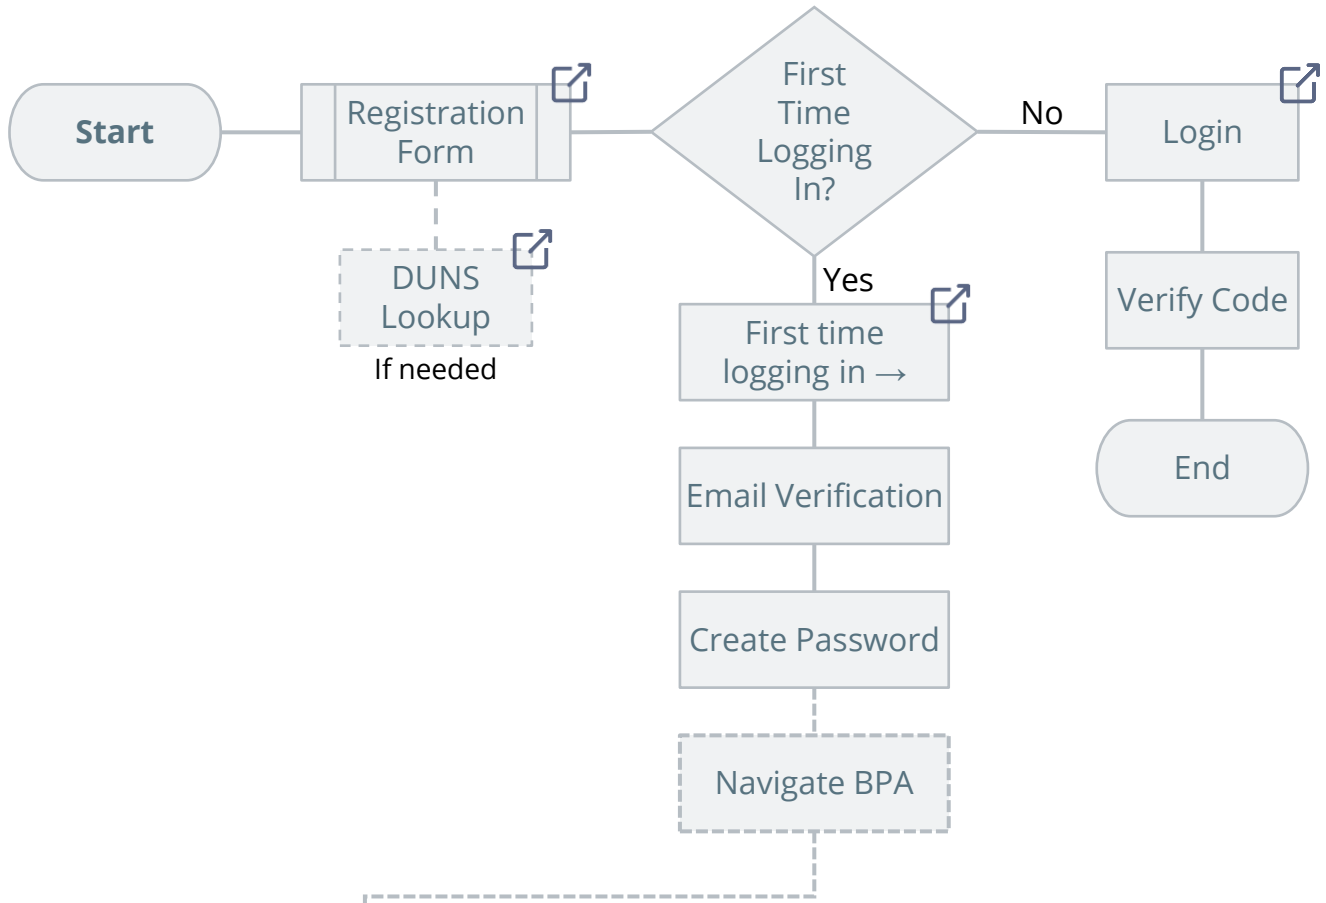 Start
Registration
Form
DUNS
Lookup
If needed
First
Time
Logging
In?
No
Login
Verify Code
End
Yes
First time
logging in →
Email Verification
Create Password
Navigate BPA